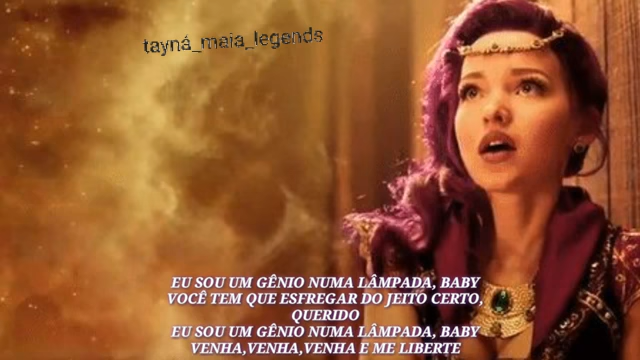 tayná_maia_legends
EU SOU UM GÊNIO NUMA LÂMPADA, BABY
VOCÊ TEM QUE ESFREGAR DO JEITO CERTO,
QUERIDO
EU SOU UM GÊNIO NUMA LÂMPADA, BABY
VENHA,VENHA,VENHA E ME LIBERTE